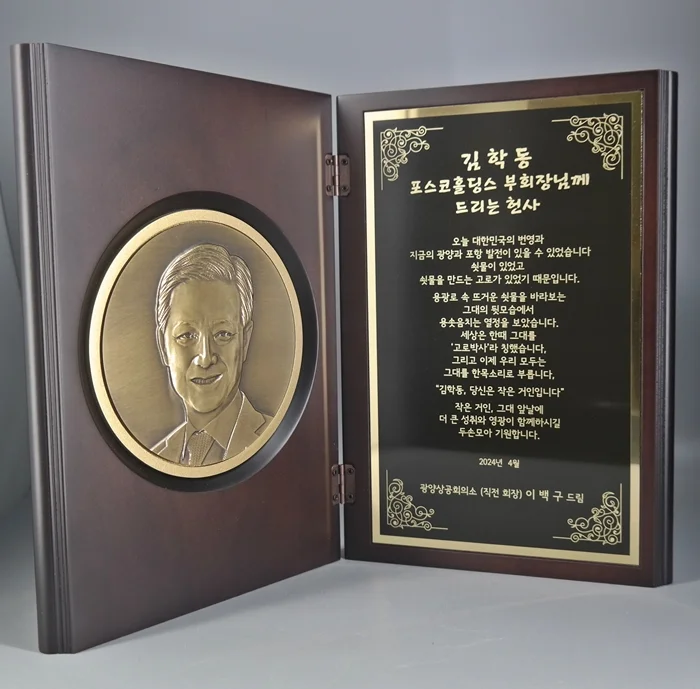 김학동
포스코홀딩스 부회장님께
드리는 헌사
오늘 대한민국의 번영과
지금의 광양과 포항 발전이 있을 수 있었습니다
쇳물이 있었고
쇳물을 만드는 고로가 있었기 때문입니다.
용광로 속 뜨거운 쇳물을 바라보는
그대의 뒷모습에서
용솟음치는 열정을 보았습니다.
세상은 한때 그대를
'고로박사'라 칭했습니다,
그리고 이제 우리 모두는
그대를 한목소리로 부릅니다,
"김학동, 당신은 작은 거인입니다"
작은 거인, 그대 앞날에
더 큰 성취와 영광이 함께하시길
두손모아 기원합니다.
2024년 4월
광양상공회의소 (직전 회장) 이 백 구 드림